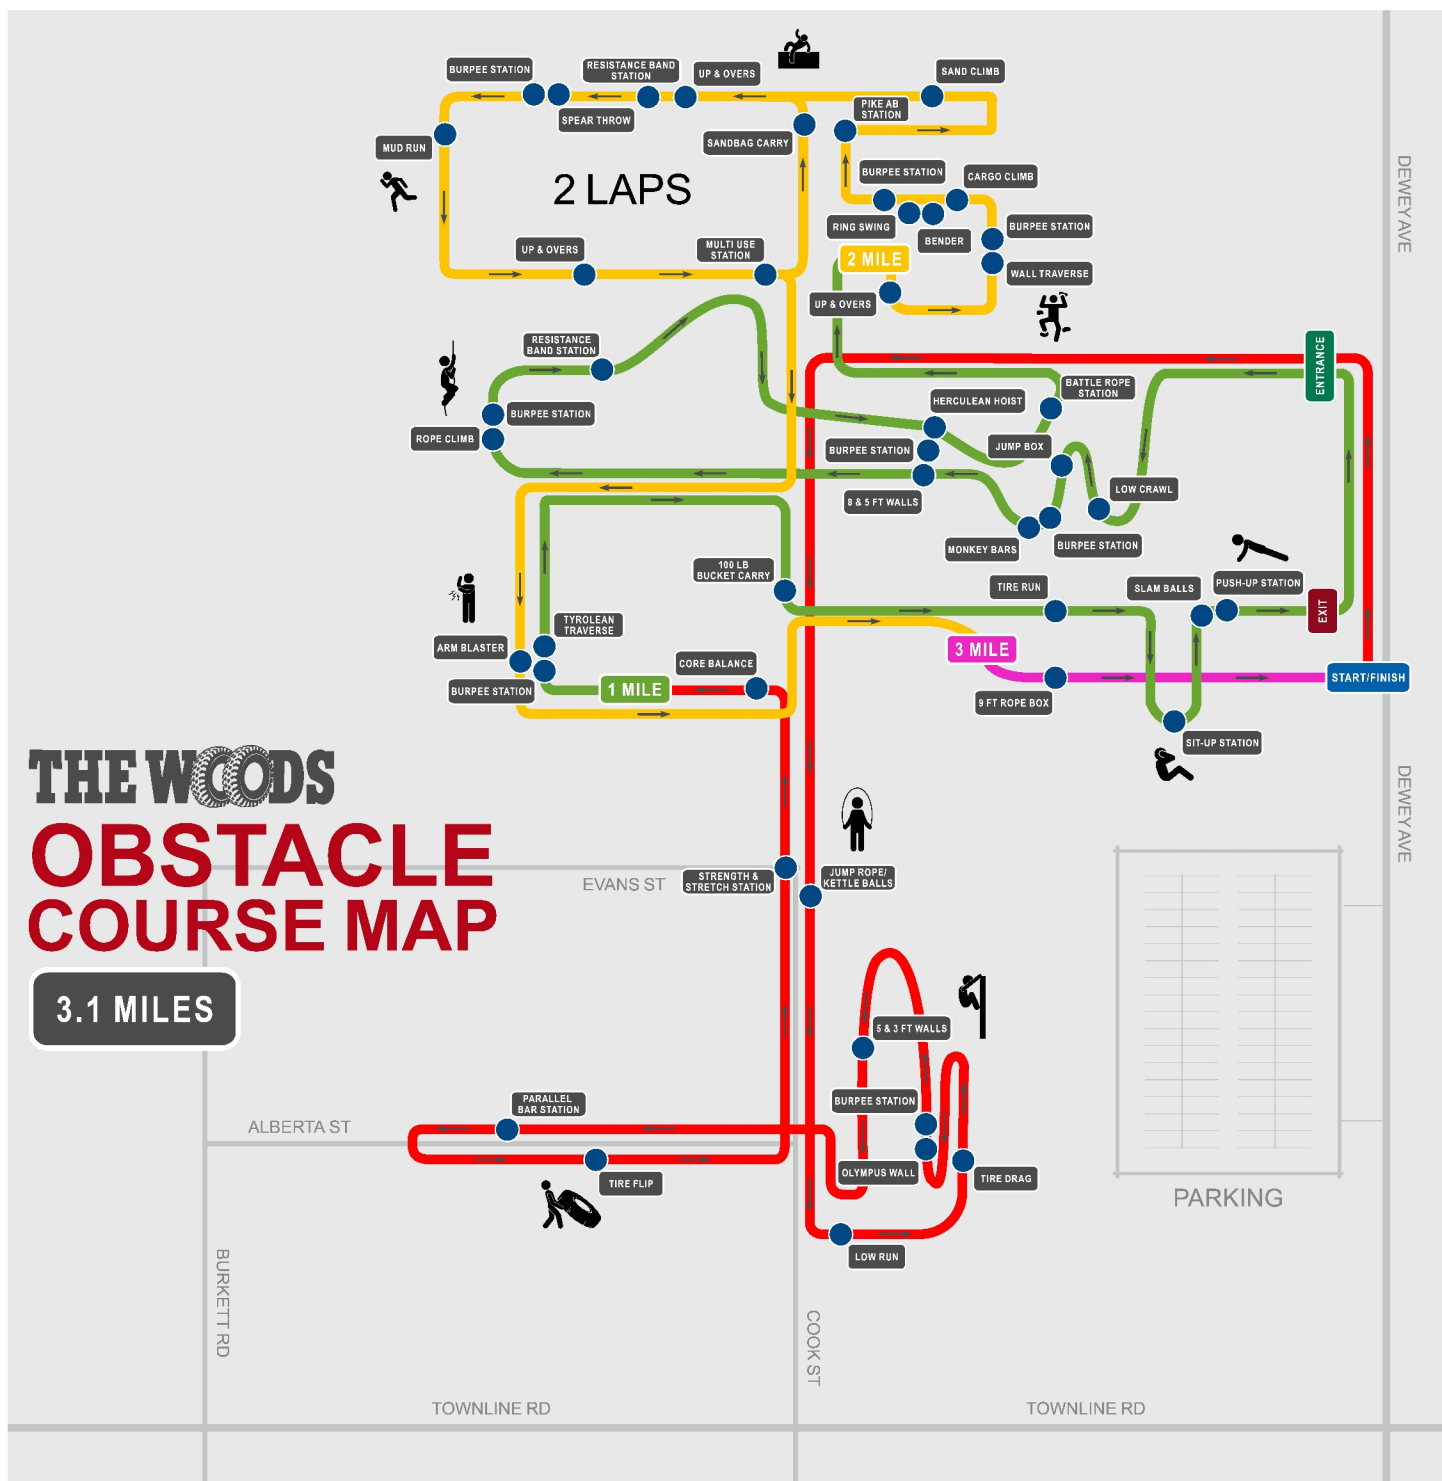 BURPEE STATION
RESISTANCE BAND
STATION
UP & OVERS
SAND CLIMB
SPEAR THROW
PIKE AB
STATION
MUD RUN
SANDBAG CARRY
2 LAPS
BURPEE STATION
CARGO CLIMB
RING SWING
BENDER
BURPEE STATION
DEWEY AVE
UP & OVERS
MULTI USE
STATION
2 MILE
WALL TRAVERSE
UP & OVERS
RESISTANCE
BAND STATION
ENTRANCE
BATTLE ROPE
STATION
HERCULEAN HOIST
BURPEE STATION
ROPE CLIMB
BURPEE STATION
JUMP BOX
8 & 5 FT WALLS
LOW CRAWL
MONKEY BARS
BURPEE STATION
100 LB
BUCKET CARRY
TIRE RUN
SLAM BALLS
PUSH-UP STATION
EXIT
TYROLEAN
TRAVERSE
ARM BLASTER
CORE BALANCE
3 MILE
START/FINISH
BURPEE STATION
1 MILE
9 FT ROPE BOX
SIT-UP STATION
THE WOODS
OBSTACLE
COURSE MAP
3.1 MILES
DEWEY AVE
EVANS ST
STRENGTH &
STRETCH STATION
JUMP ROPE/
KETTLE BALLS
5 & 3 FT WALLS
PARALLEL
BAR STATION
BURPEE STATION
ALBERTA ST
OLYMPUS WALL
TIRE DRAG
TIRE FLIP
PARKING
LOW RUN
BURKETT RD
COOK ST
TOWNLINE RD
TOWNLINE RD